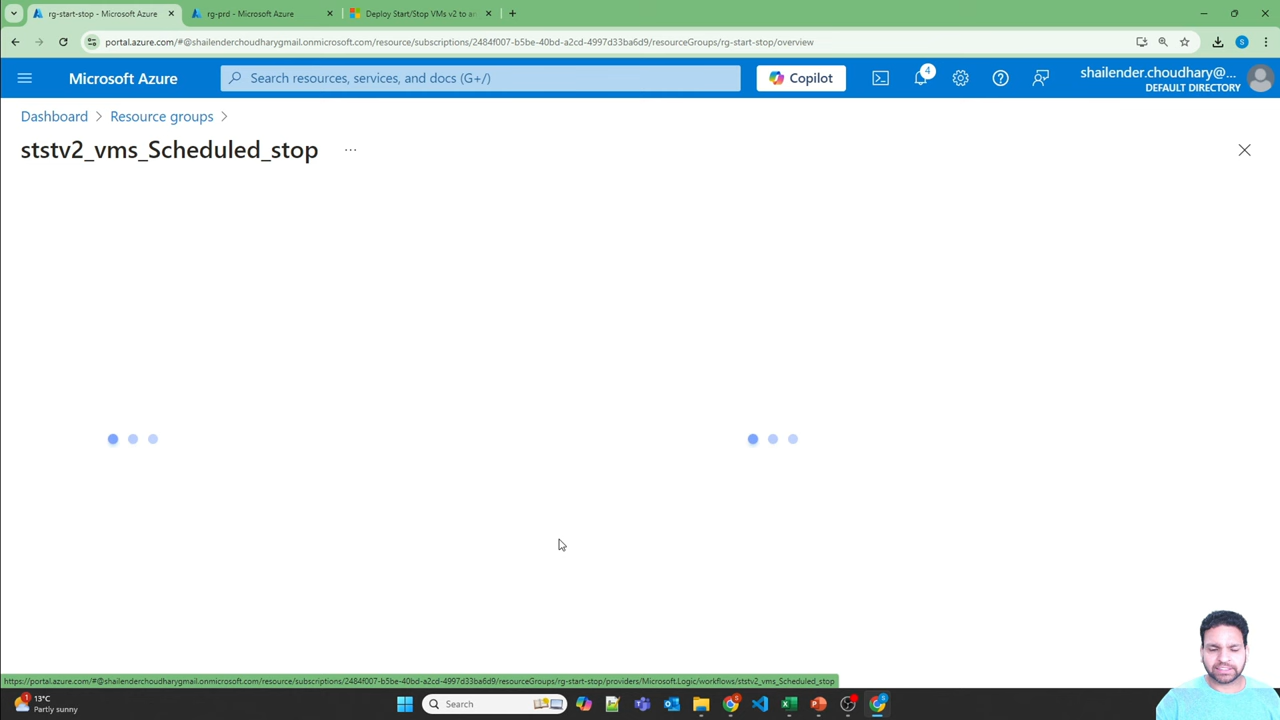 rg-start-stop - Microsoft Azure
rg-prd - Microsoft Azure
Deploy Start/Stop VMs v2 to a
portal.azure.com/#@shailenderchoudharygmail.onmicrosoft.com/resource/subscriptions/2484f007-b5be-40bd-a2cd-4997d33ba6d9/resourceGroups/rg-start-stop/overview
Microsoft Azure
Search resources, services, and docs (G+/)
Copilot
4
shailender.choudhary@...
DEFAULT DIRECTORY
Dashboard > Resource groups >
ststv2_vms_Scheduled_stop
https://portal.azure.com/#@shailenderchoudharygmail.onmicrosoft.com/resource/subscriptions/2484f007-b5be-40bd-a2cd-4997d33ba6d9/resourceGroups/rg-start-stop/providers/Microsoft.Logic/workflows/ststv2_vms_Scheduled_stop
1
13°C
Partly sunny
Search